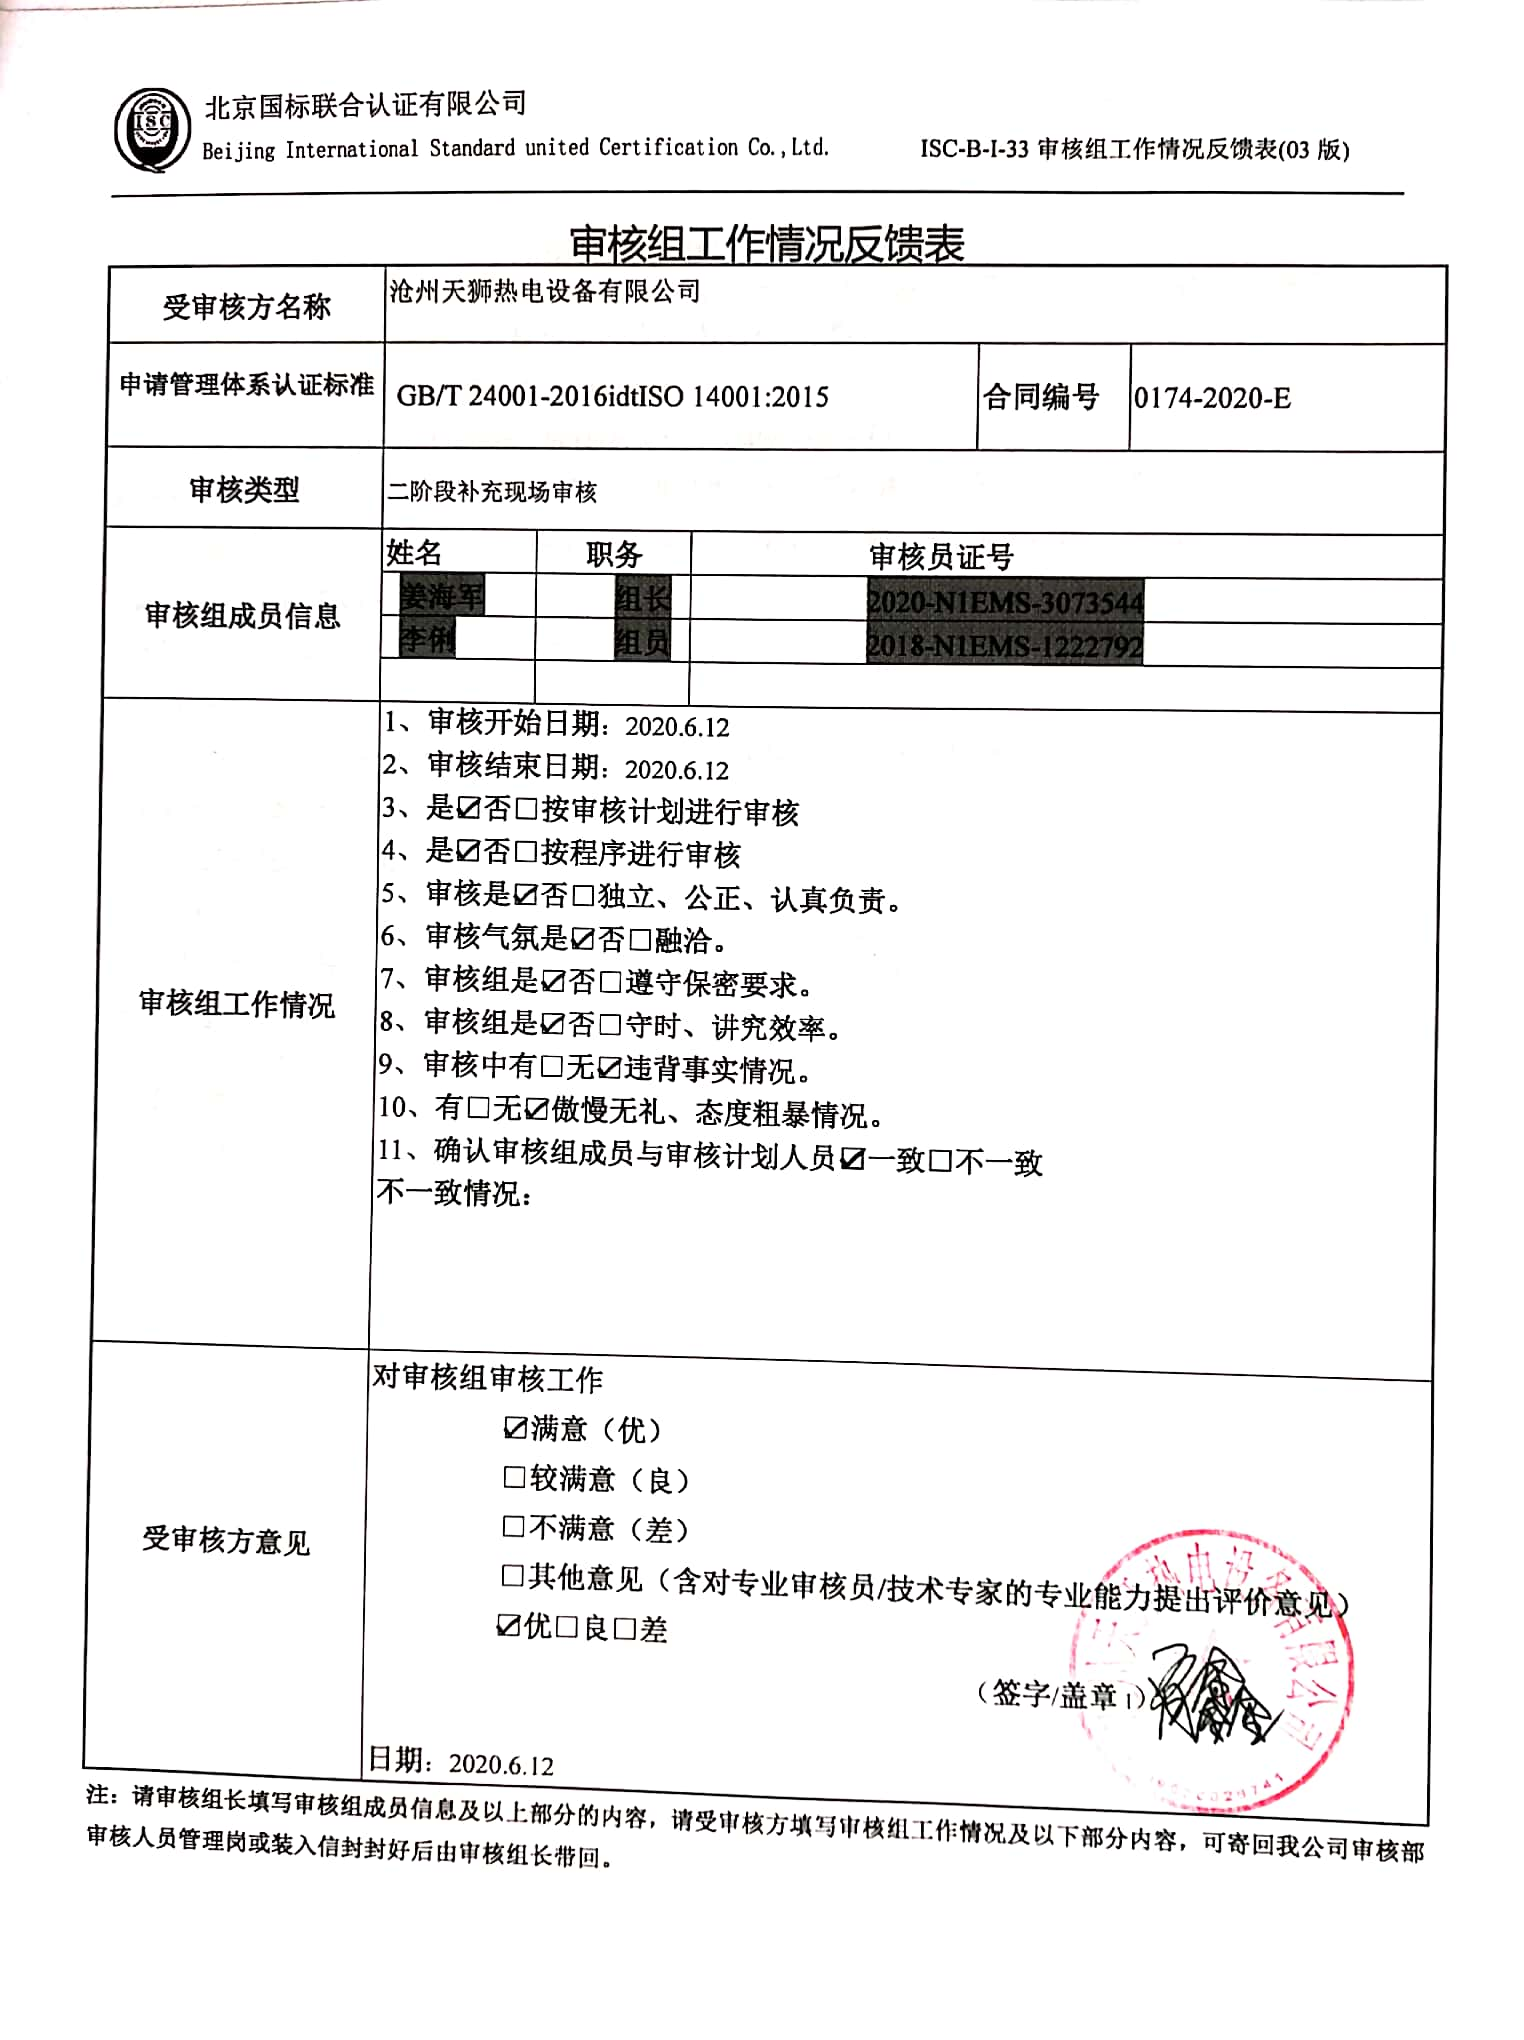 北京国标联合认证有限公司
Beijing International Standard united Certification Co.,Ltd.
ISC-B-I-33 审核组工作情况反馈表(03 版)
ISC
审核组工作情况反馈表
受审核方名称 沧州天狮热电设备有限公司
申请管理体系认证标准 GB/T 24001-2016idtISO 14001:2015 合同编号 0174-2020-E
审核类型 二阶段补充现场审核
审核组成员信息
姓名 职务 审核员证号
姜海军 组长 2020-N1EMS-3073544
李俐 组员 2018-N1EMS-1222792
审核组工作情况
1、审核开始日期：2020.6.12
2、审核结束日期：2020.6.12
3、是☑否□按审核计划进行审核
4、是☑否□按程序进行审核
5、审核是☑否□独立、公正、认真负责。
6、审核气氛是☑否□融洽。
7、审核组是☑否□遵守保密要求。
8、审核组是☑否□守时、讲究效率。
9、审核中有□无☑违背事实情况。
10、有□无☑傲慢无礼、态度粗暴情况。
11、确认审核组成员与审核计划人员☑一致□不一致
不一致情况：
受审核方意见
对审核组审核工作
☑满意（优）
□较满意（良）
□不满意（差）
□其他意见（含对专业审核员/技术专家的专业能力提出评价意见）
☑优□良□差
（签字/盖章）
热电设备有限公司
日期：2020.6.12
注：请审核组长填写审核组成员信息及以上部分的内容，请受审核方填写审核组工作情况及以下部分内容，可寄回我公司审核部
审核人员管理岗或装入信封封好后由审核组长带回。